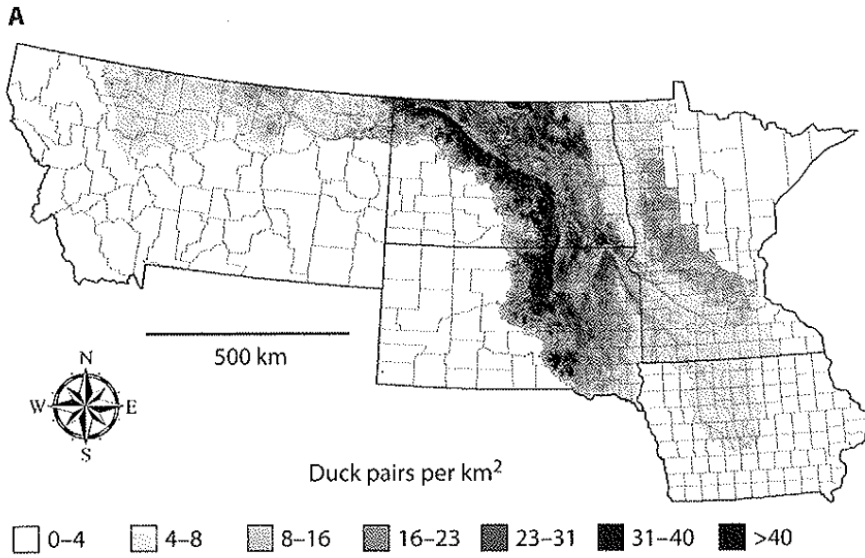 A
500 km
N
W E
S
Duck pairs per km²
0–4 4–8 8–16 16–23 23–31 31–40 >40